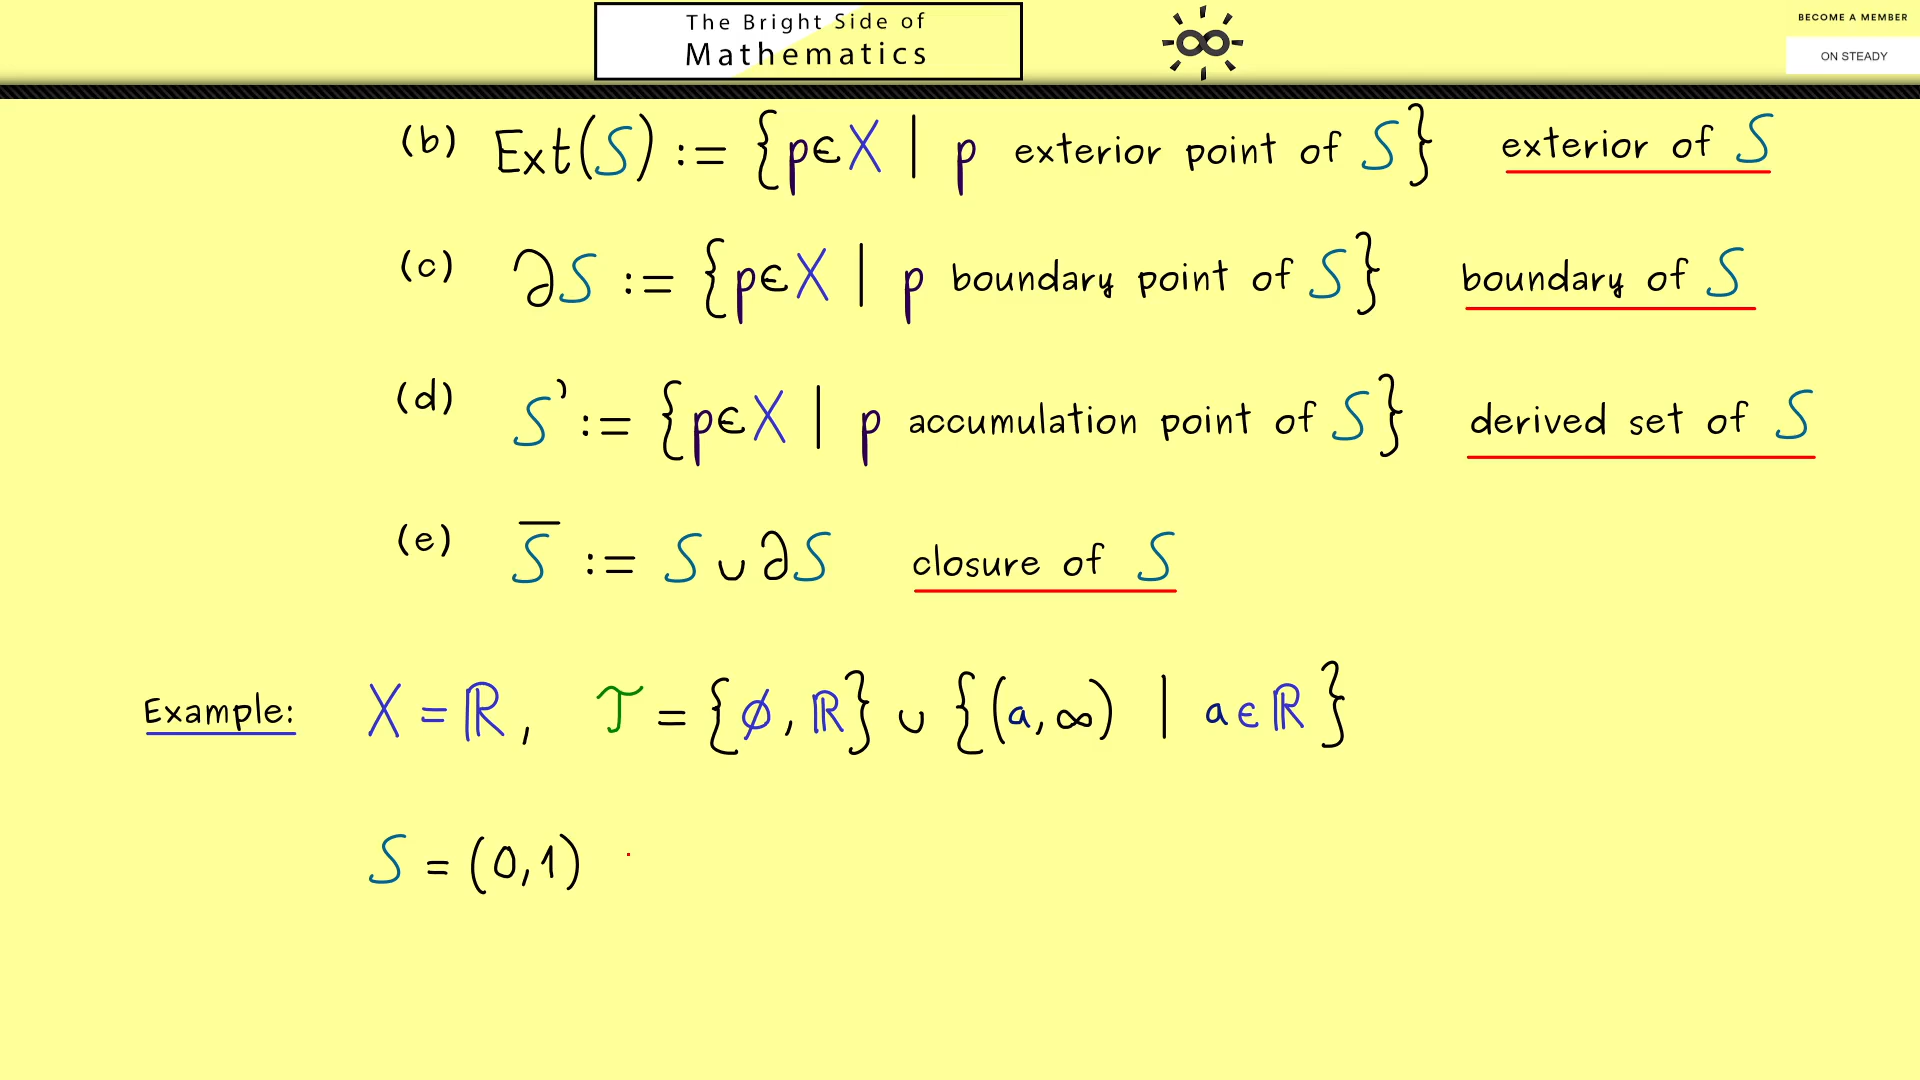 The Bright Side of
Mathematics
BECOME A MEMBER
ON STEADY
(b) Ext(S) := {p∈X | p exterior point of S} exterior of S
(c) ∂S := {p∈X | p boundary point of S} boundary of S
(d) S' := {p∈X | p accumulation point of S} derived set of S
(e) S̅ := S ∪ ∂S closure of S
Example: X = ℝ, 𝒯 = {∅, ℝ} ∪ {(a, ∞) | a ∈ ℝ}
S = (0,1)